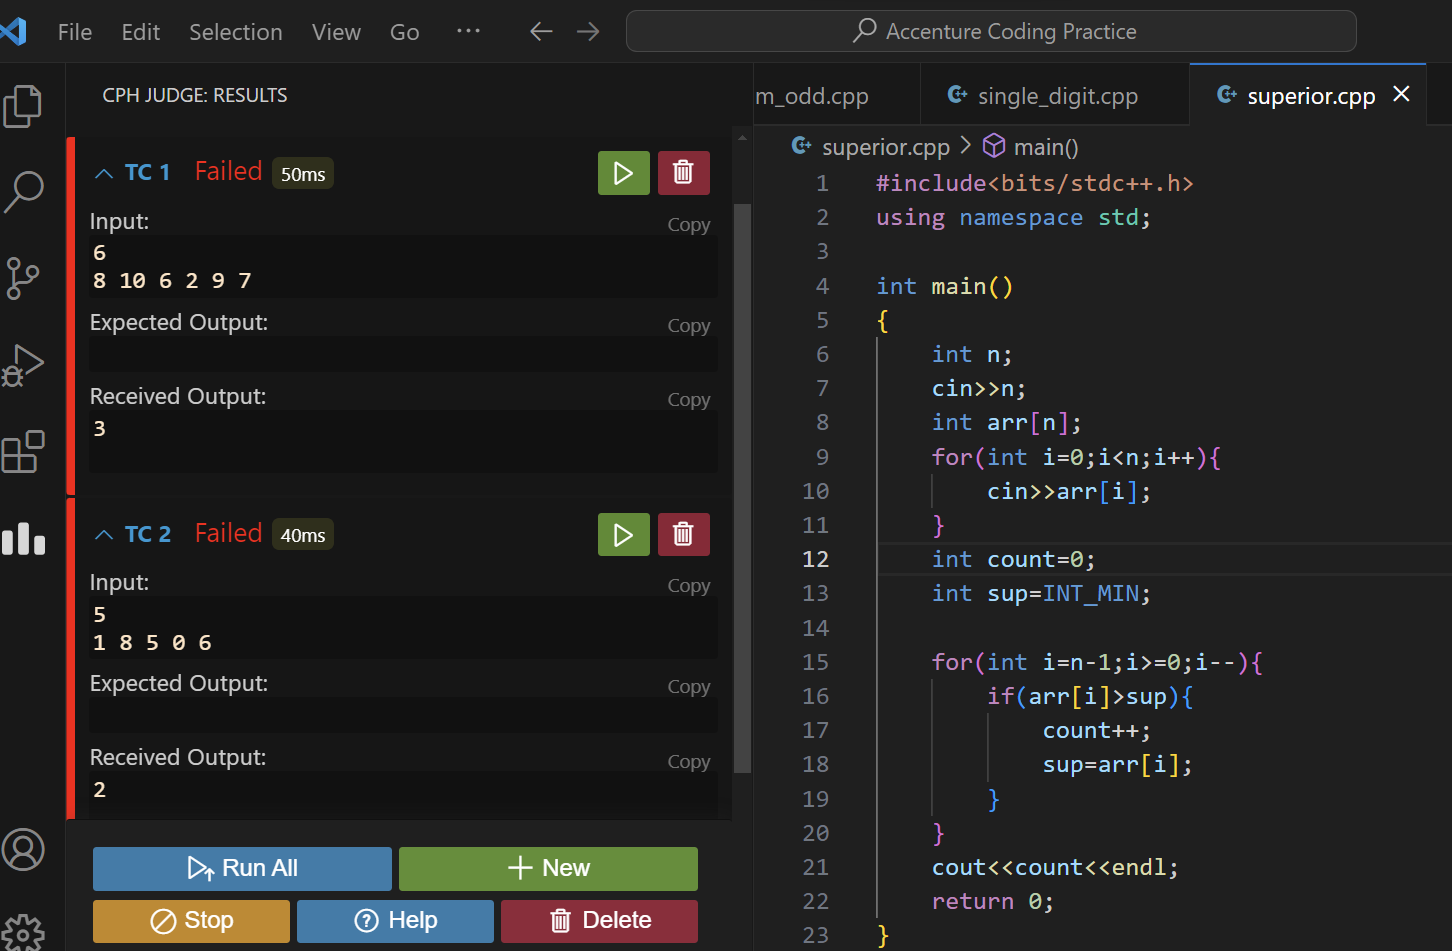 File Edit Selection View Go ··· Accenture Coding Practice
CPH JUDGE: RESULTS
TC 1 Failed 50ms
Input:
Copy
6
8 10 6 2 9 7
Expected Output:
Copy
Received Output:
Copy
3
TC 2 Failed 40ms
Input:
Copy
5
1 8 5 0 6
Expected Output:
Copy
Received Output:
Copy
2
Run All
New
Stop
Help
Delete
m_odd.cpp single_digit.cpp superior.cpp
superior.cpp > main()
1 #include<bits/stdc++.h>
2 using namespace std;
3
4 int main()
5 {
6     int n;
7     cin>>n;
8     int arr[n];
9     for(int i=0;i<n;i++){
10         cin>>arr[i];
11     }
12     int count=0;
13     int sup=INT_MIN;
14
15     for(int i=n-1;i>=0;i--){
16         if(arr[i]>sup){
17             count++;
18             sup=arr[i];
19         }
20     }
21     cout<<count<<endl;
22     return 0;
23 }